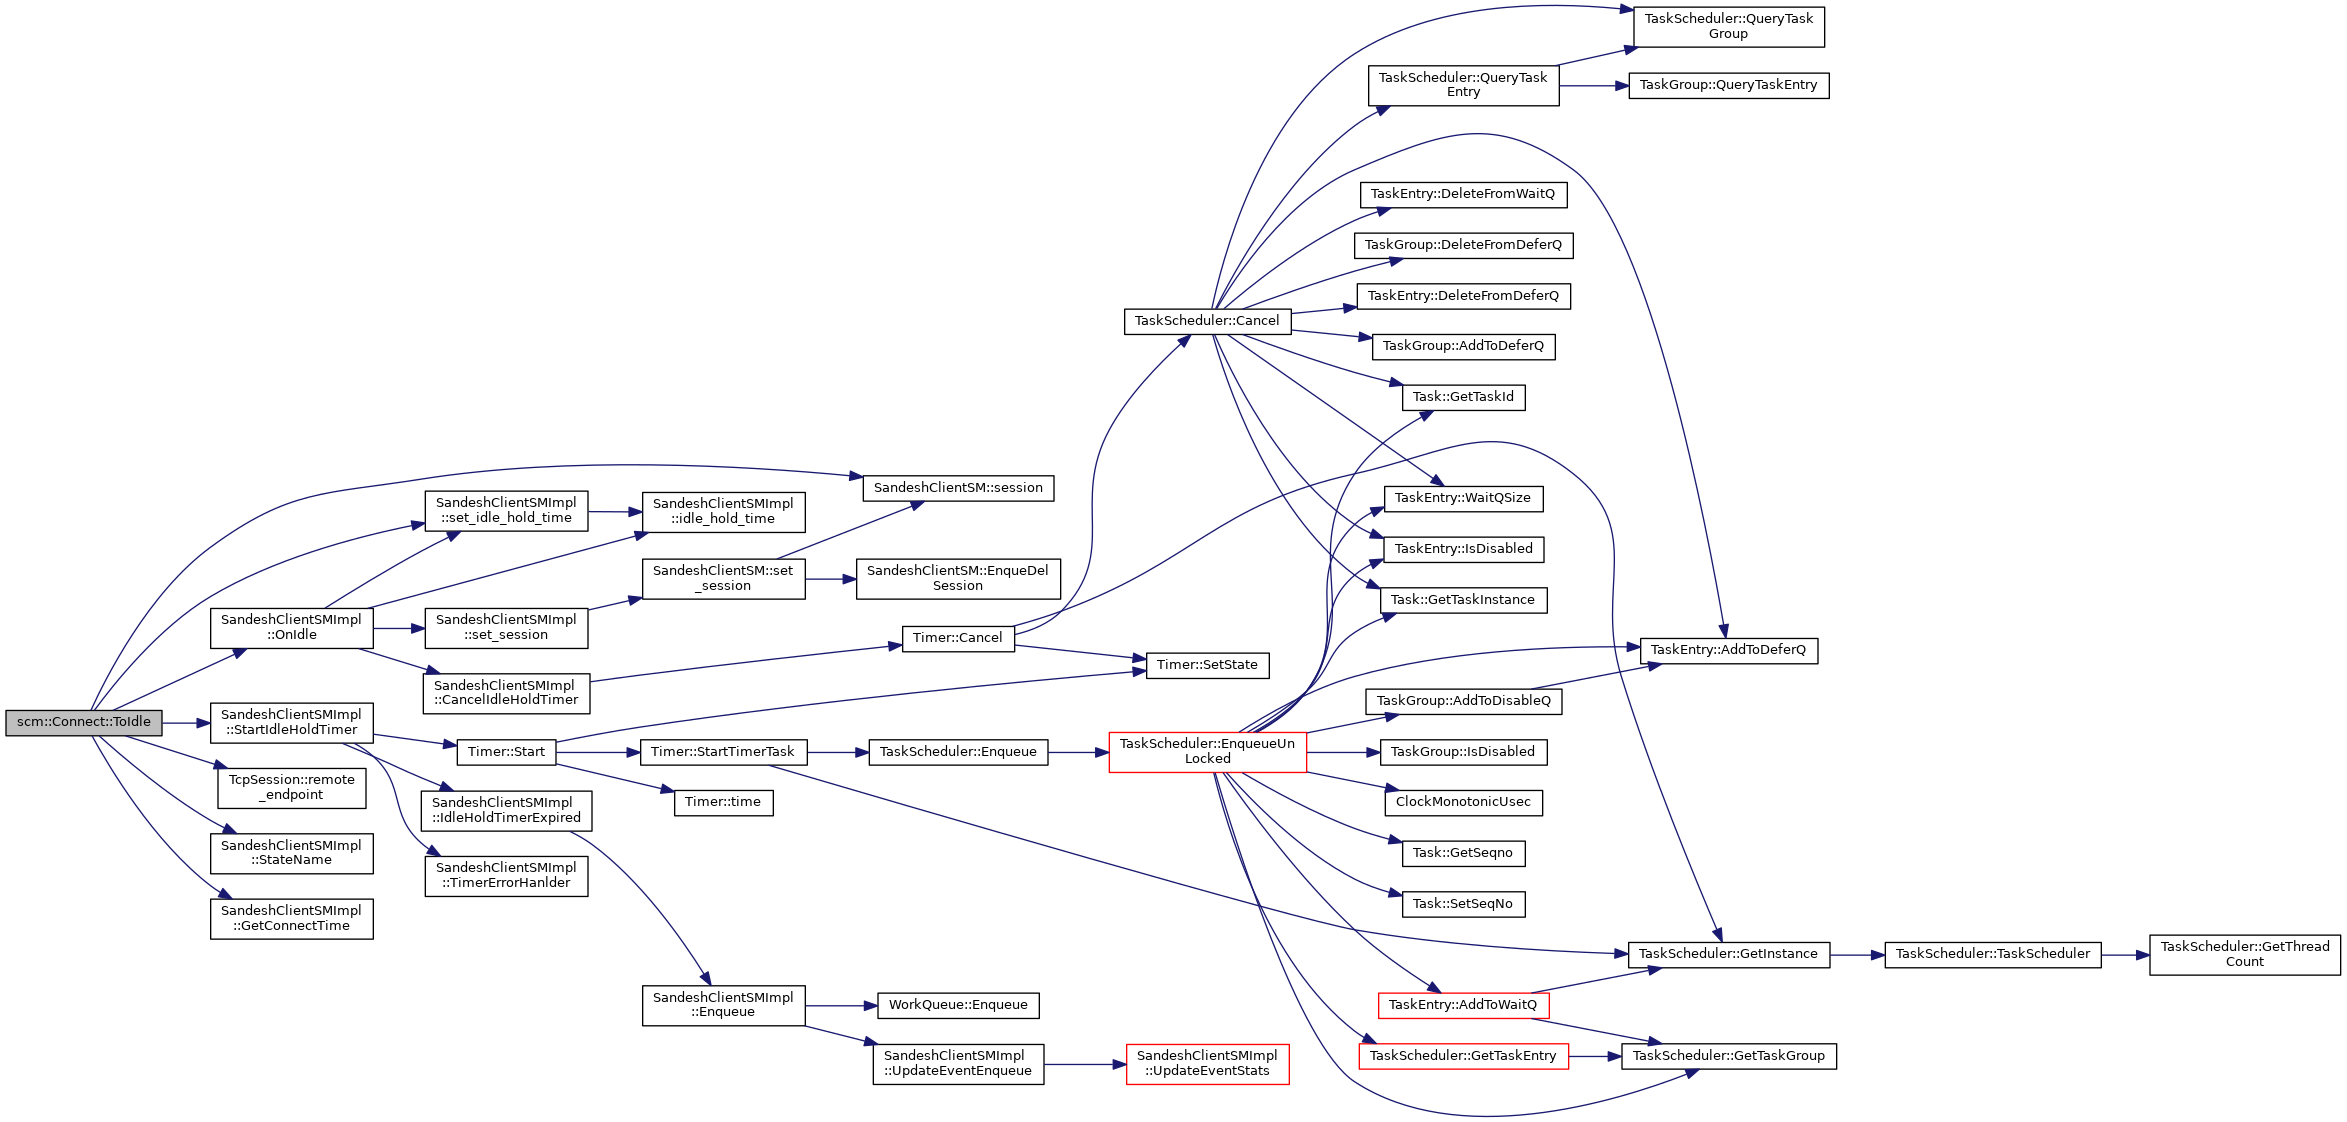 scm::Connect::ToIdle
SandeshClientSMImpl
::OnIdle
SandeshClientSMImpl
::StartIdleHoldTimer
TcpSession::remote
_endpoint
SandeshClientSMImpl
::StateName
SandeshClientSMImpl
::GetConnectTime
SandeshClientSMImpl
::set_idle_hold_time
SandeshClientSMImpl
::set_session
SandeshClientSMImpl
::CancelIdleHoldTimer
Timer::Start
SandeshClientSMImpl
::IdleHoldTimerExpired
SandeshClientSMImpl
::TimerErrorHanlder
SandeshClientSMImpl
::idle_hold_time
SandeshClientSM::set
_session
Timer::StartTimerTask
Timer::time
SandeshClientSMImpl
::Enqueue
SandeshClientSM::session
SandeshClientSM::EnqueDel
Session
Timer::Cancel
TaskScheduler::Enqueue
WorkQueue::Enqueue
SandeshClientSMImpl
::UpdateEventEnqueue
TaskScheduler::Cancel
Timer::SetState
TaskScheduler::EnqueueUn
Locked
SandeshClientSMImpl
::UpdateEventStats
TaskScheduler::QueryTask
Entry
TaskEntry::DeleteFromWaitQ
TaskGroup::DeleteFromDeferQ
TaskEntry::DeleteFromDeferQ
TaskGroup::AddToDeferQ
Task::GetTaskId
TaskEntry::WaitQSize
TaskEntry::IsDisabled
Task::GetTaskInstance
TaskGroup::AddToDisableQ
TaskGroup::IsDisabled
ClockMonotonicUsec
Task::GetSeqno
Task::SetSeqNo
TaskEntry::AddToWaitQ
TaskScheduler::GetTaskEntry
TaskScheduler::QueryTask
Group
TaskGroup::QueryTaskEntry
TaskEntry::AddToDeferQ
TaskScheduler::GetInstance
TaskScheduler::GetTaskGroup
TaskScheduler::TaskScheduler
TaskScheduler::GetThread
Count